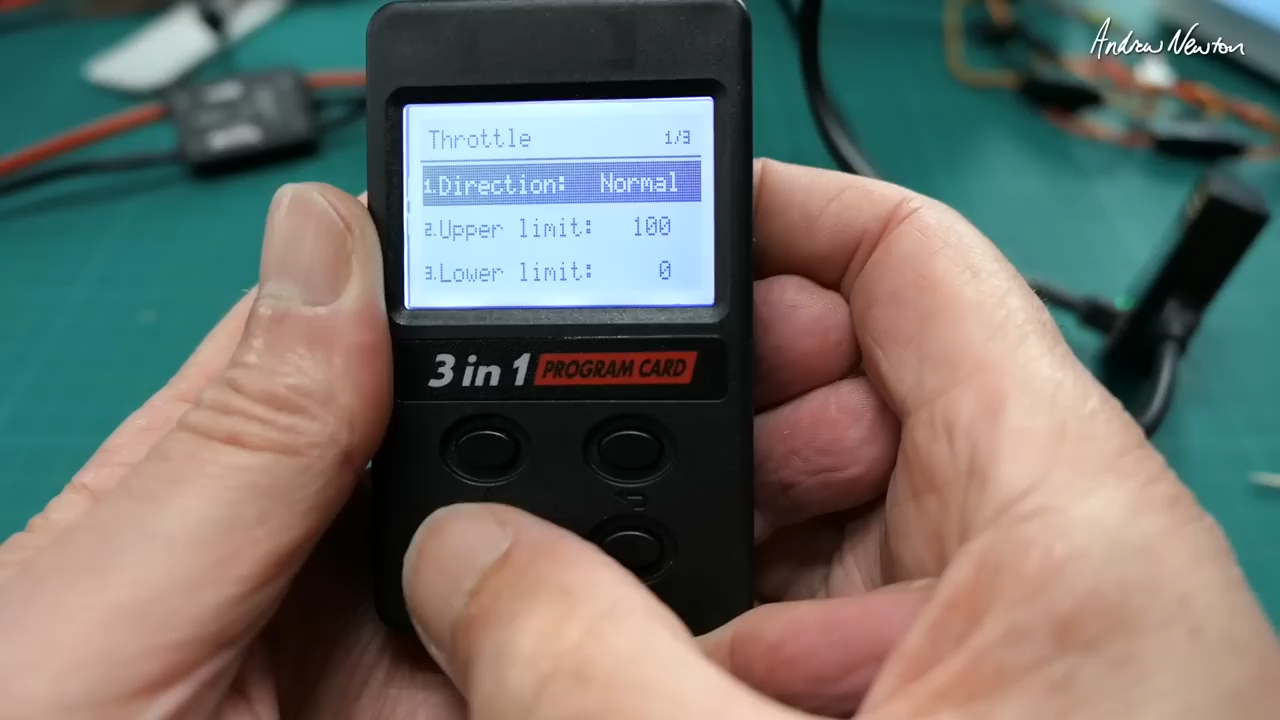 Andrew Newton
Throttle 1/3
1.Direction: Normal
2.Upper limit: 100
3.Lower limit: 0
3 in 1 PROGRAM CARD